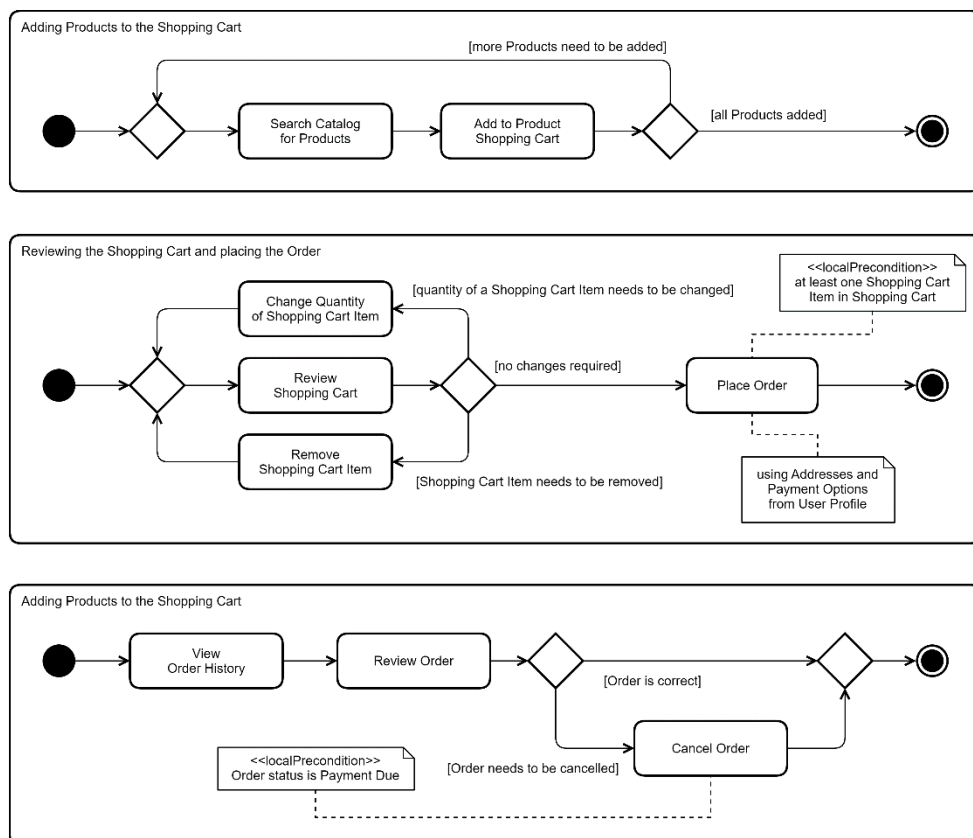 Adding Products to the Shopping Cart
[more Products need to be added]
Search Catalog
for Products
Add to Product
Shopping Cart
[all Products added]
Reviewing the Shopping Cart and placing the Order
<<localPrecondition>>
at least one Shopping Cart
Item in Shopping Cart
Change Quantity
of Shopping Cart Item
[quantity of a Shopping Cart Item needs to be changed]
Review
Shopping Cart
[no changes required]
Place Order
Remove
Shopping Cart Item
[Shopping Cart Item needs to be removed]
using Addresses and
Payment Options
from User Profile
Adding Products to the Shopping Cart
View
Order History
Review Order
[Order is correct]
Cancel Order
[Order needs to be cancelled]
<<localPrecondition>>
Order status is Payment Due